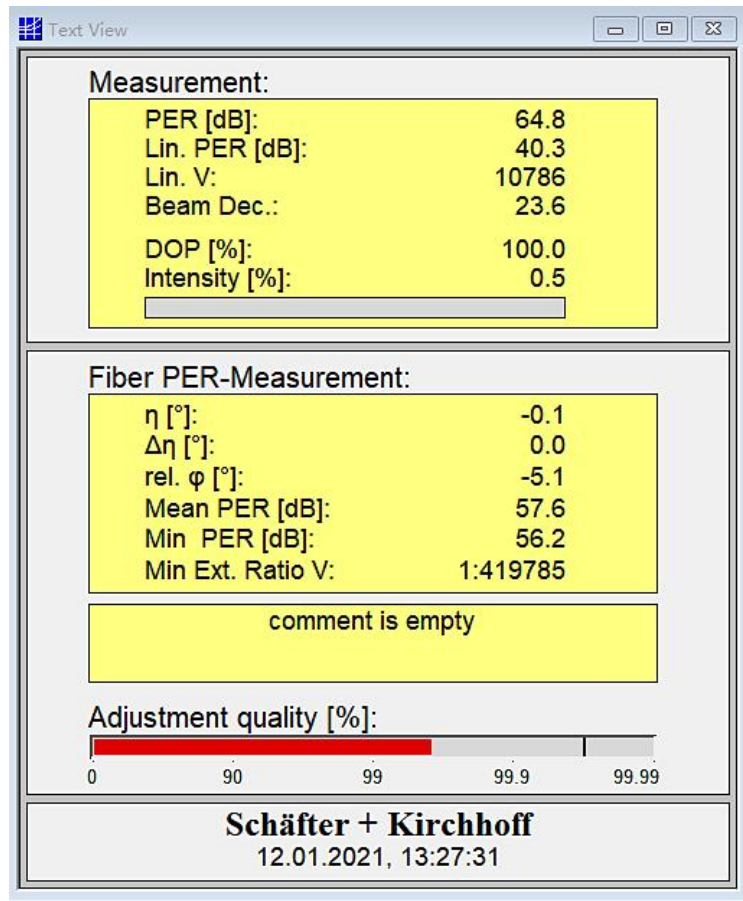 Text View
Measurement:
PER [dB]: 64.8
Lin. PER [dB]: 40.3
Lin. V: 10786
Beam Dec.: 23.6
DOP [%]: 100.0
Intensity [%]: 0.5
Fiber PER-Measurement:
η [°]: -0.1
Δη [°]: 0.0
rel. φ [°]: -5.1
Mean PER [dB]: 57.6
Min PER [dB]: 56.2
Min Ext. Ratio V: 1:419785
comment is empty
Adjustment quality [%]:
0 90 99 99.9 99.99
Schäfter + Kirchhoff
12.01.2021, 13:27:31